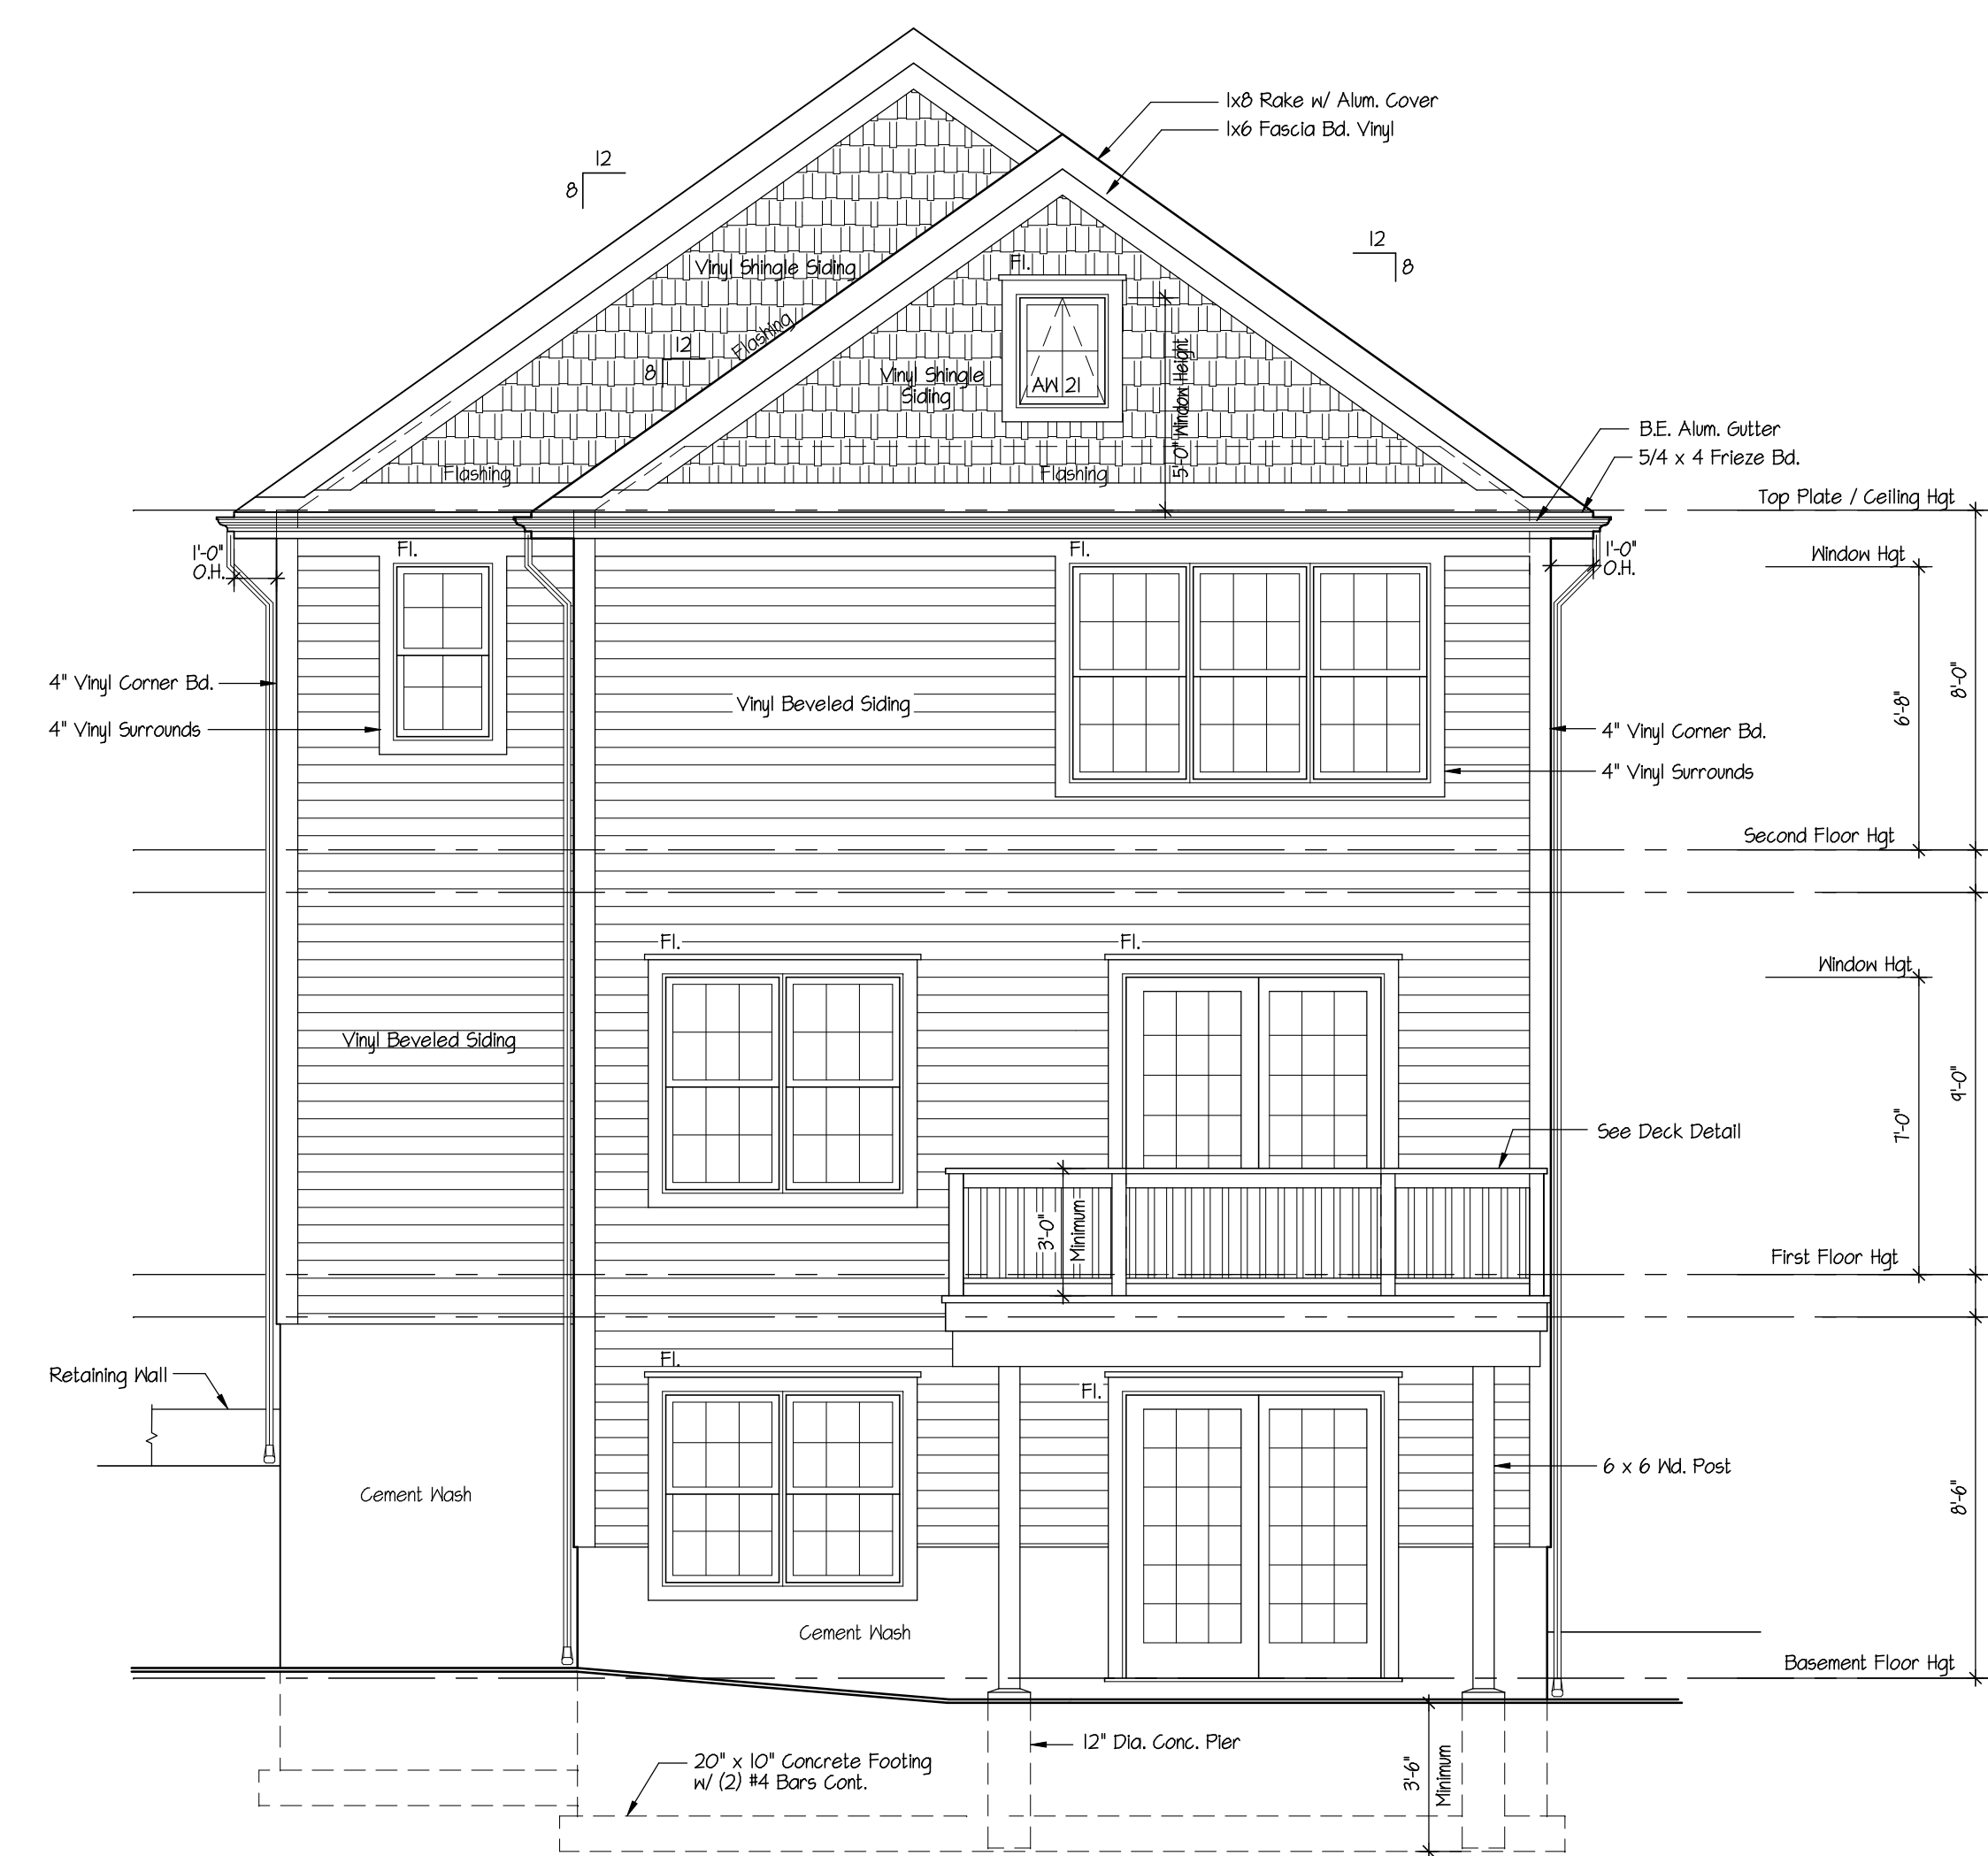 1x8 Rake w/ Alum. Cover
1x6 Fascia Bd. Vinyl
12
8
12
8
Vinyl Shingle Siding
Fl.
Flashing
12
8
Vinyl Shingle
Siding
AW 21
5'-0" Window Height
B.E. Alum. Gutter
5/4 x 4 Frieze Bd.
Flashing
Flashing
Top Plate / Ceiling Hgt
1'-0"
O.H.
Fl.
Fl.
1'-0"
O.H.
Window Hgt
4" Vinyl Corner Bd.
4" Vinyl Surrounds
Vinyl Beveled Siding
4" Vinyl Corner Bd.
4" Vinyl Surrounds
6'-8"
8'-0"
Second Floor Hgt
Fl.
Fl.
Window Hgt
Vinyl Beveled Siding
See Deck Detail
7'-0"
9'-0"
3'-0"
Minimum
First Floor Hgt
Retaining Wall
Fl.
Fl.
6 x 6 Wd. Post
8'-6"
Cement Wash
Cement Wash
Basement Floor Hgt
12" Dia. Conc. Pier
20" x 10" Concrete Footing
w/ (2) #4 Bars Cont.
3'-6"
Minimum